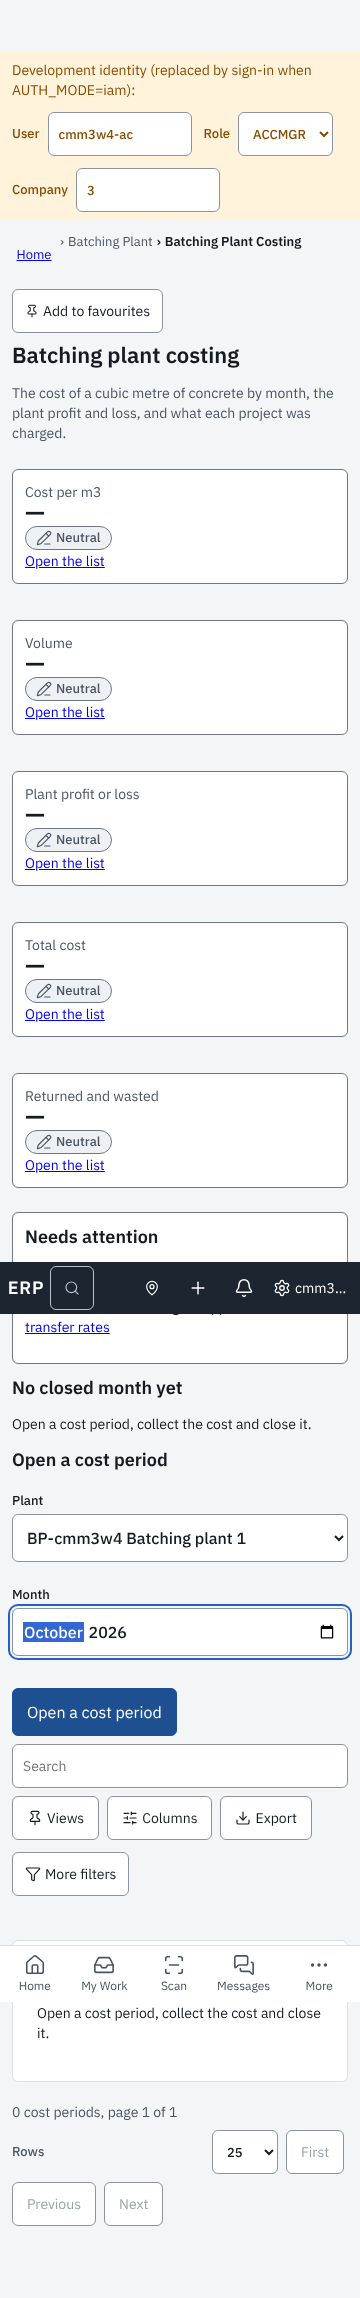 Development identity (replaced by sign-in when
AUTH_MODE=iam):
User
cmm3w4-ac
Role
ACCMGR
Company
3
Home
› Batching Plant › Batching Plant Costing
Add to favourites
Batching plant costing
The cost of a cubic metre of concrete by month, the
plant profit and loss, and what each project was
charged.
Cost per m3
—
Neutral
Open the list
Volume
—
Neutral
Open the list
Plant profit or loss
—
Neutral
Open the list
Total cost
—
Neutral
Open the list
Returned and wasted
—
Neutral
Open the list
Needs attention
ERP
cmm3...
transfer rates
No closed month yet
Open a cost period, collect the cost and close it.
Open a cost period
Plant
BP-cmm3w4 Batching plant 1
Month
October 2026
Open a cost period
Search
Views
Columns
Export
More filters
Home
My Work
Scan
Messages
More
Open a cost period, collect the cost and close
it.
0 cost periods, page 1 of 1
Rows
25
First
Previous
Next